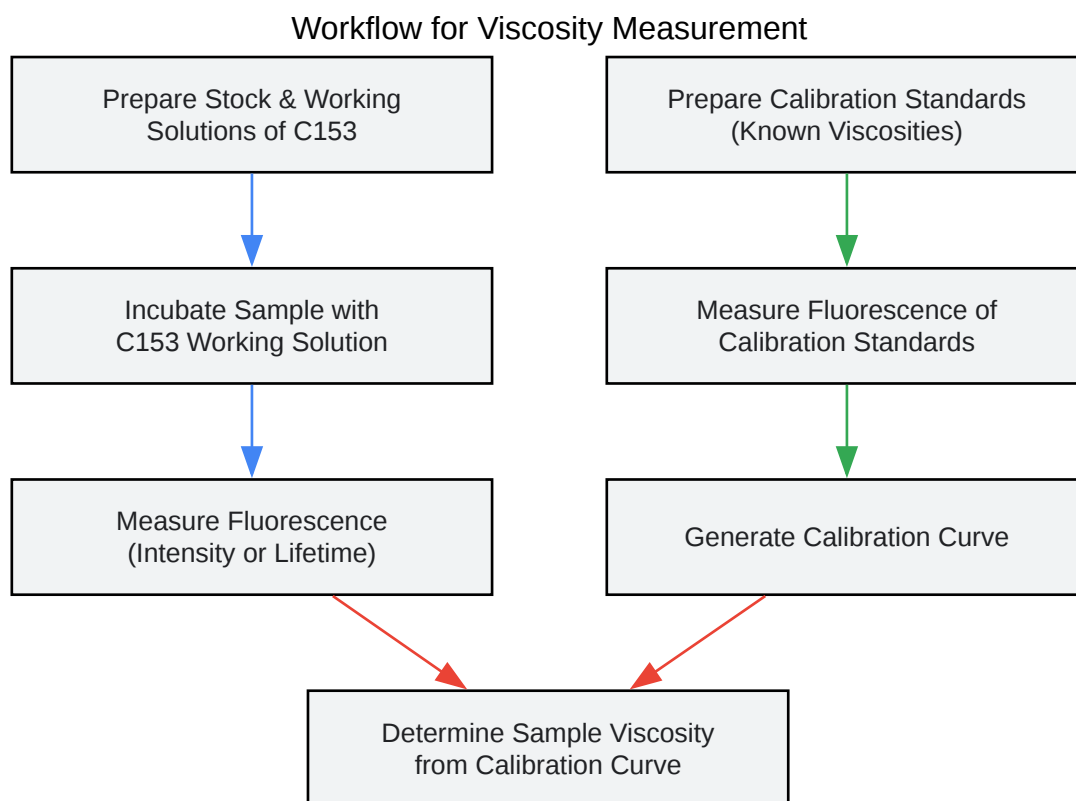 Workflow for Viscosity Measurement
Prepare Stock & Working
Solutions of C153
Prepare Calibration Standards
(Known Viscosities)
Incubate Sample with
C153 Working Solution
Measure Fluorescence of
Calibration Standards
Measure Fluorescence
(Intensity or Lifetime)
Generate Calibration Curve
Determine Sample Viscosity
from Calibration Curve